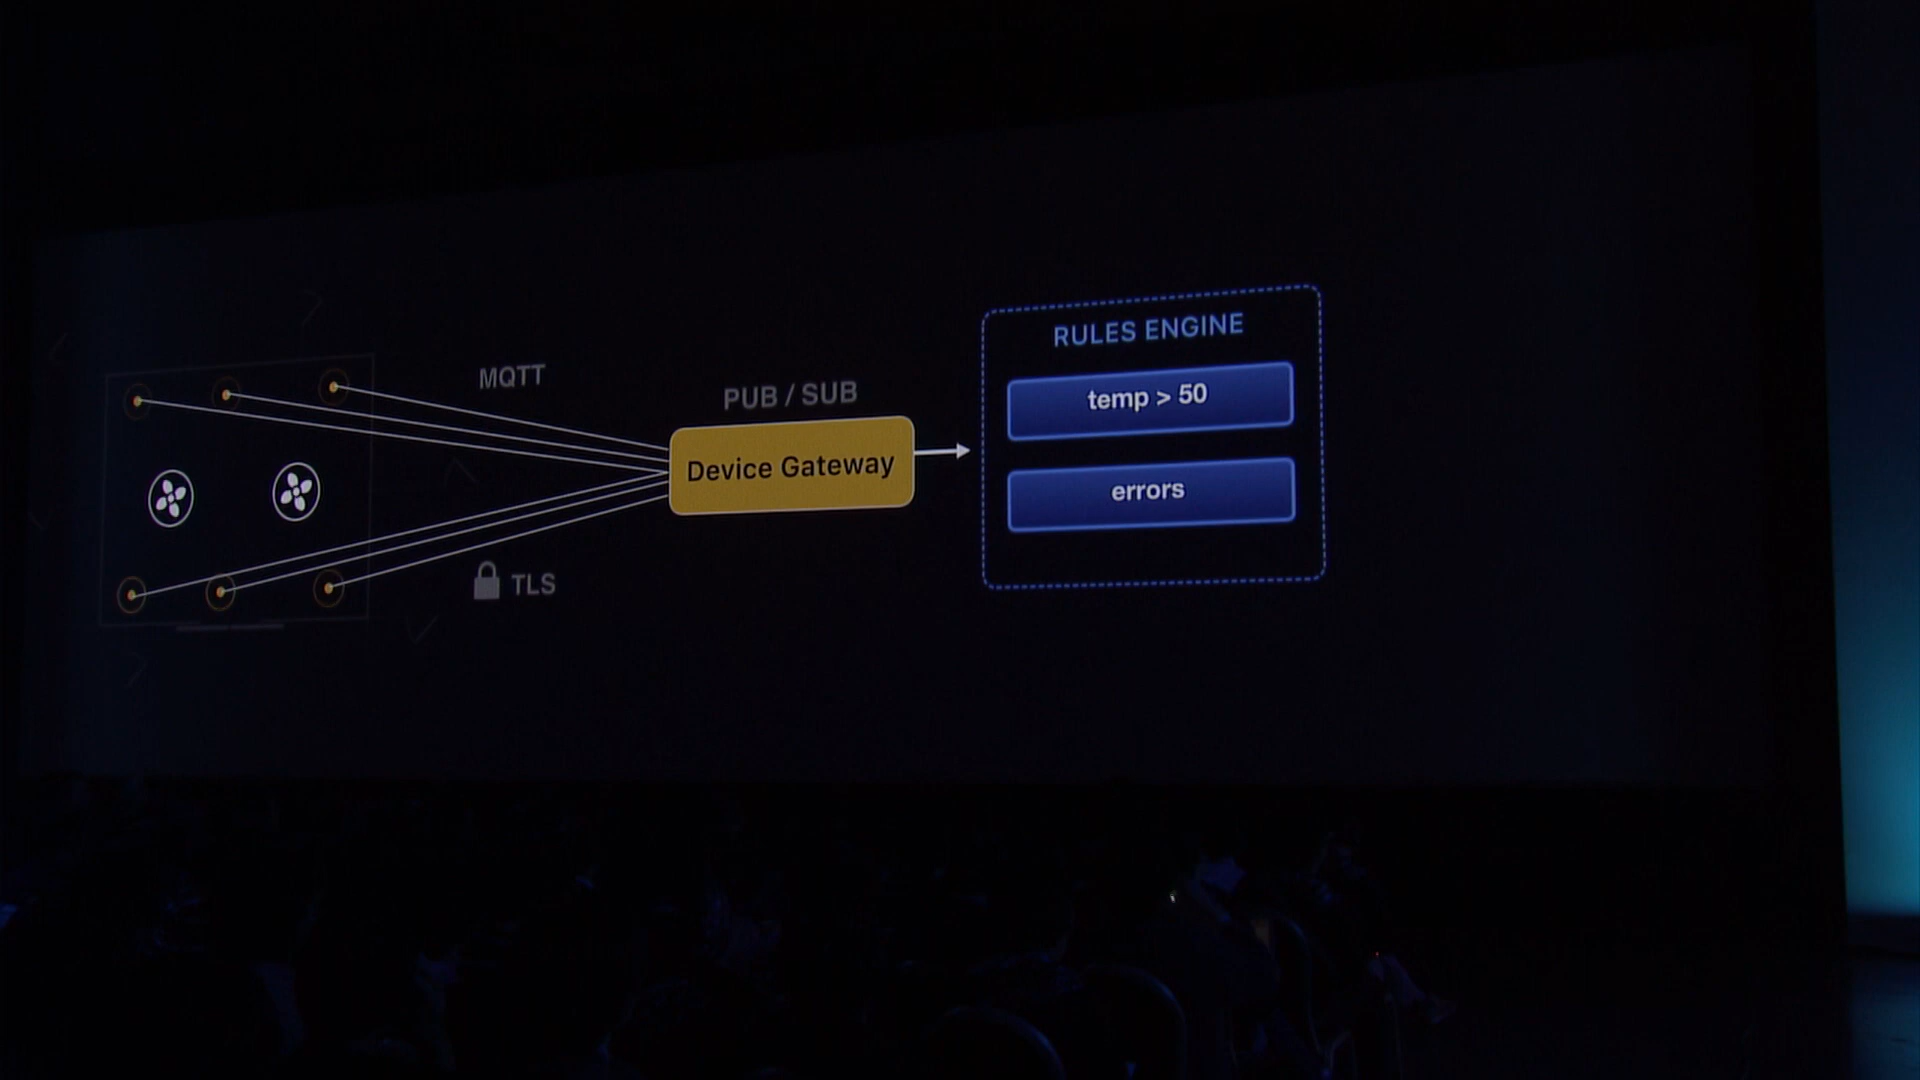 MQTT
PUB / SUB
Device Gateway
TLS
RULES ENGINE
temp > 50
errors